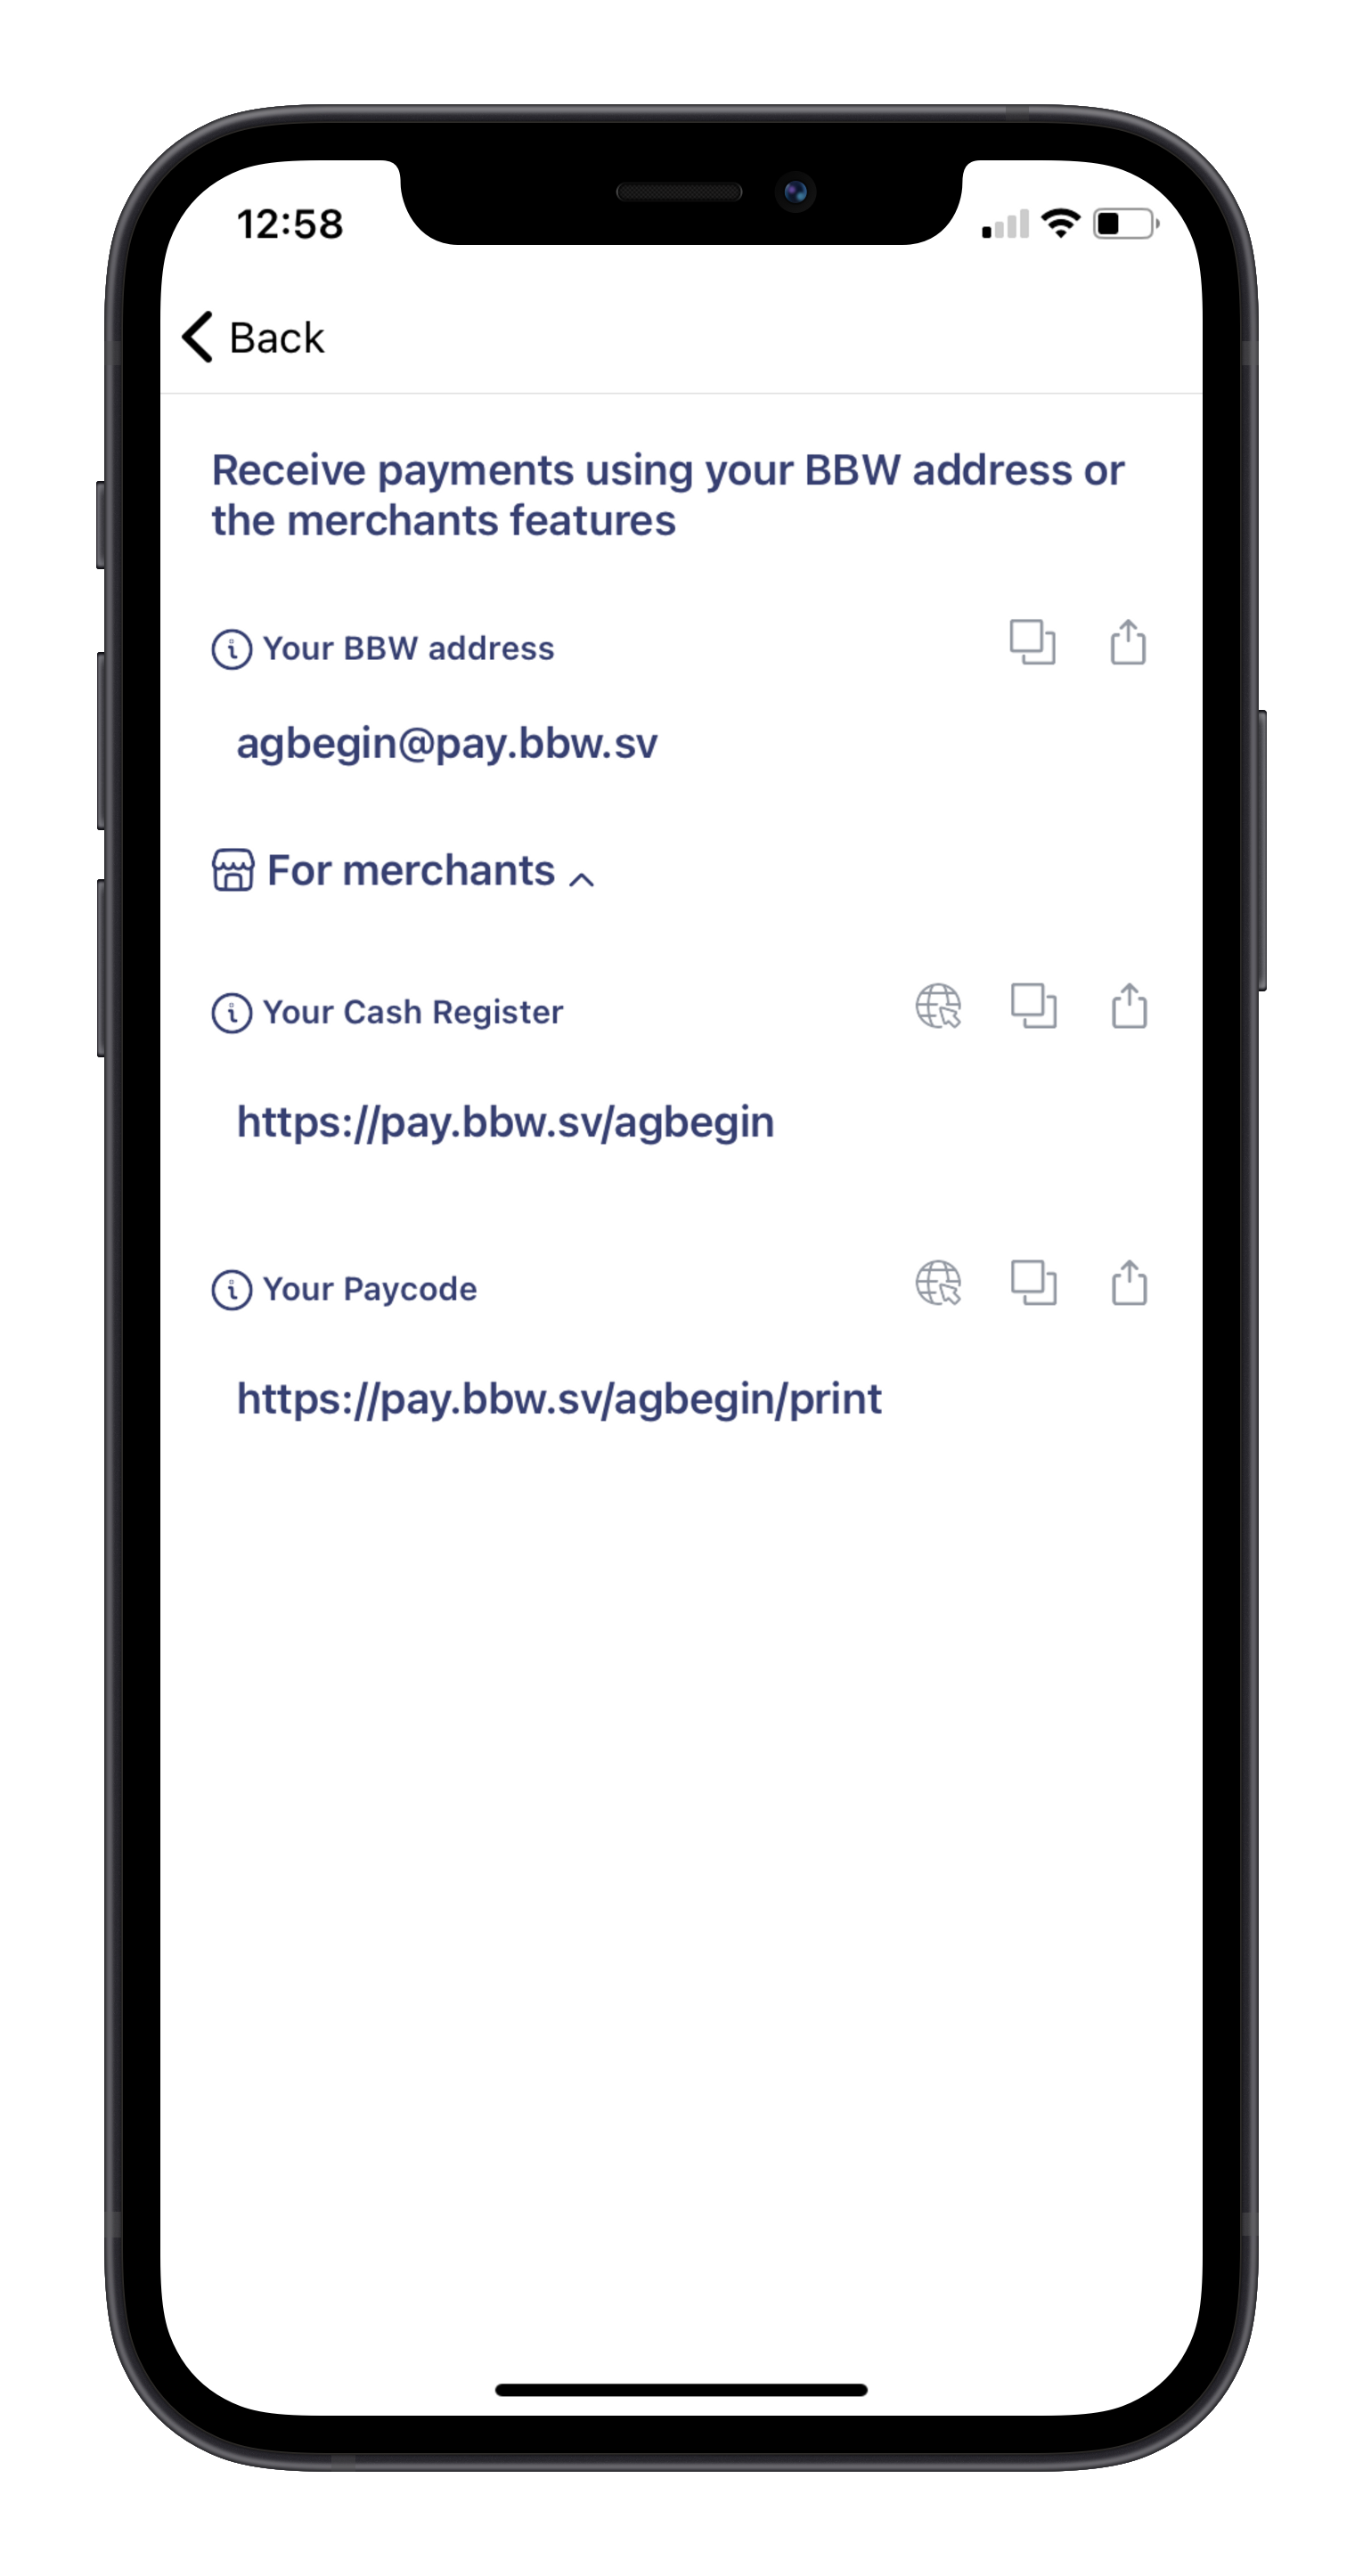 12:58
Back
Receive payments using your BBW address or
the merchants features
Your BBW address
agbegin@pay.bbw.sv
For merchants
Your Cash Register
https://pay.bbw.sv/agbegin
Your Paycode
https://pay.bbw.sv/agbegin/print